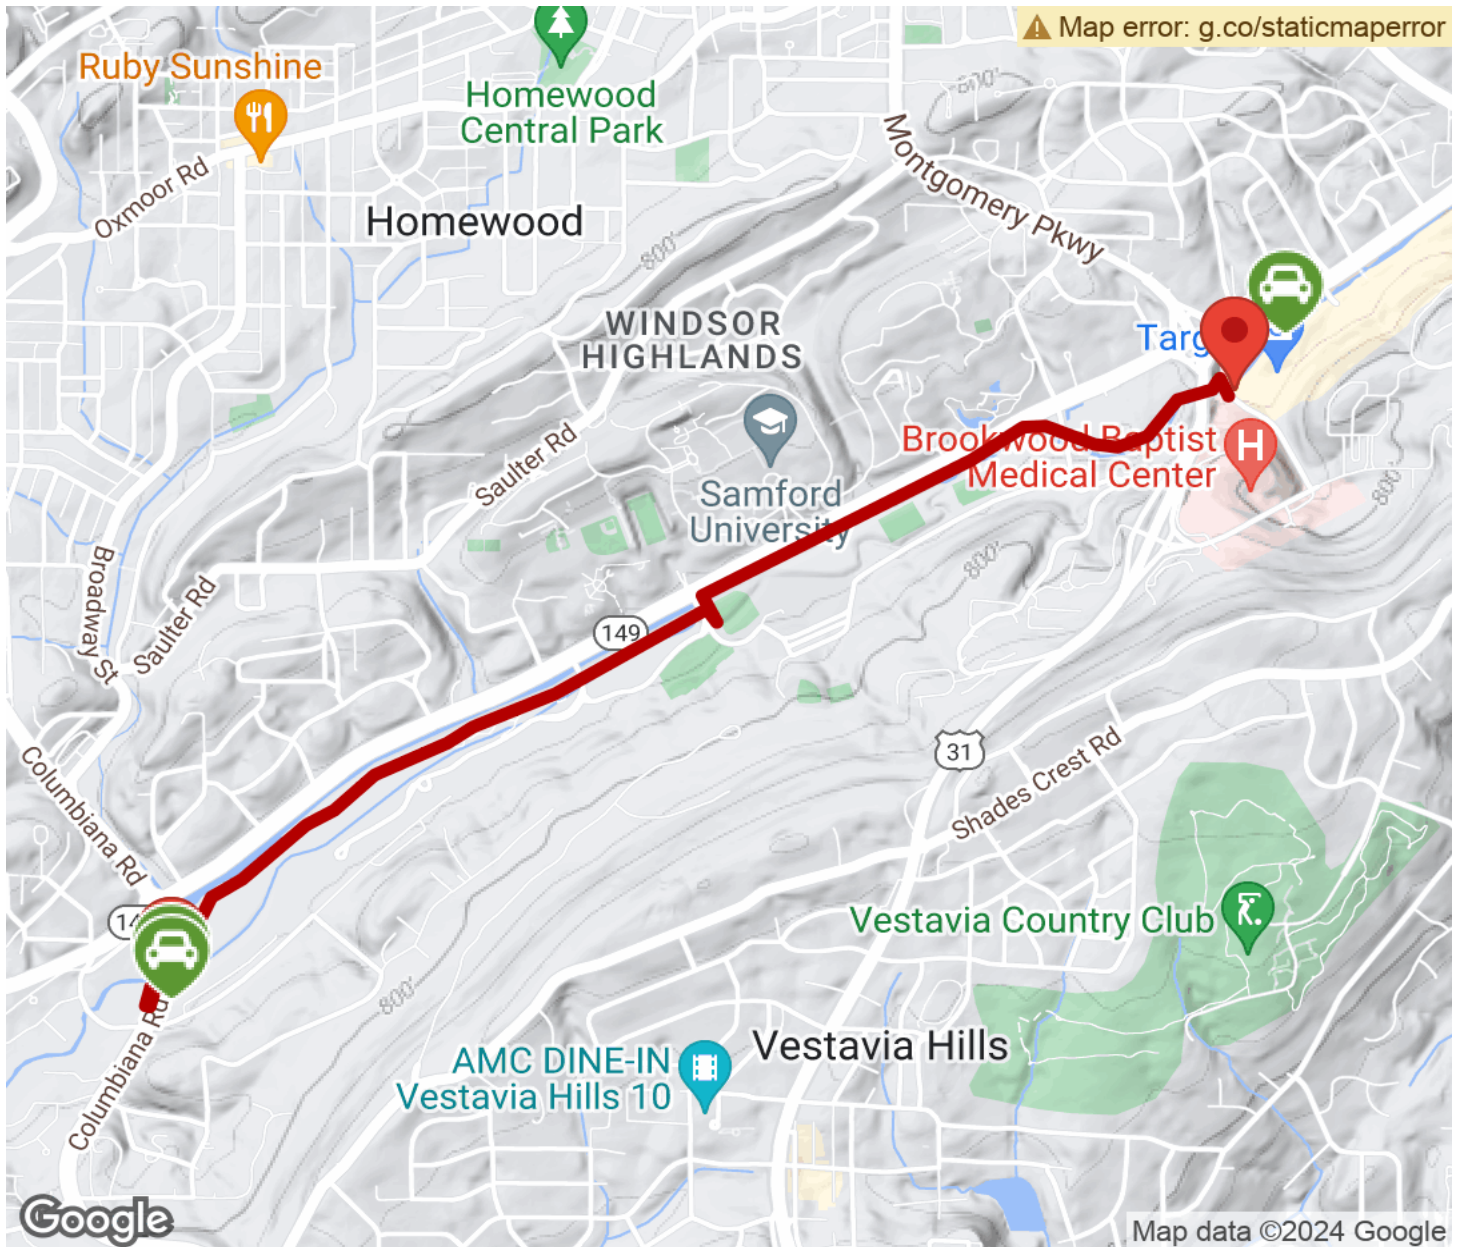 Map error: g.co/staticmaperror
Ruby Sunshine
Homewood
Central Park
800'
Montgomery Pkwy
Oxmoor Rd
Homewood
800'
WINDSOR
HIGHLANDS
Targ
Brookwood Baptist
Medical Center
H
Saulter Rd
Samford
University
800'
800'
Broadway St
Saulter Rd
149
31
Shades Crest Rd
Columbiana Rd
14
Vestavia Country Club
800'
Columbiana Rd
AMC DINE-IN
Vestavia Hills 10
Vestavia Hills
Google
Map data ©2024 Google